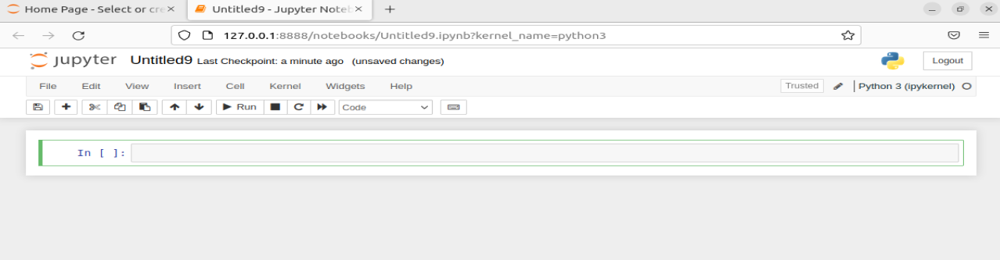 Home Page - Select or cre Untitled9 - Jupyter Noteb
127.0.0.1:8888/notebooks/Untitled9.ipynb?kernel_name=python3
jupyter Untitled9 Last Checkpoint: a minute ago (unsaved changes) Logout
File Edit View Insert Cell Kernel Widgets Help Trusted Python 3 (ipykernel)
Run Code
In [ ]: